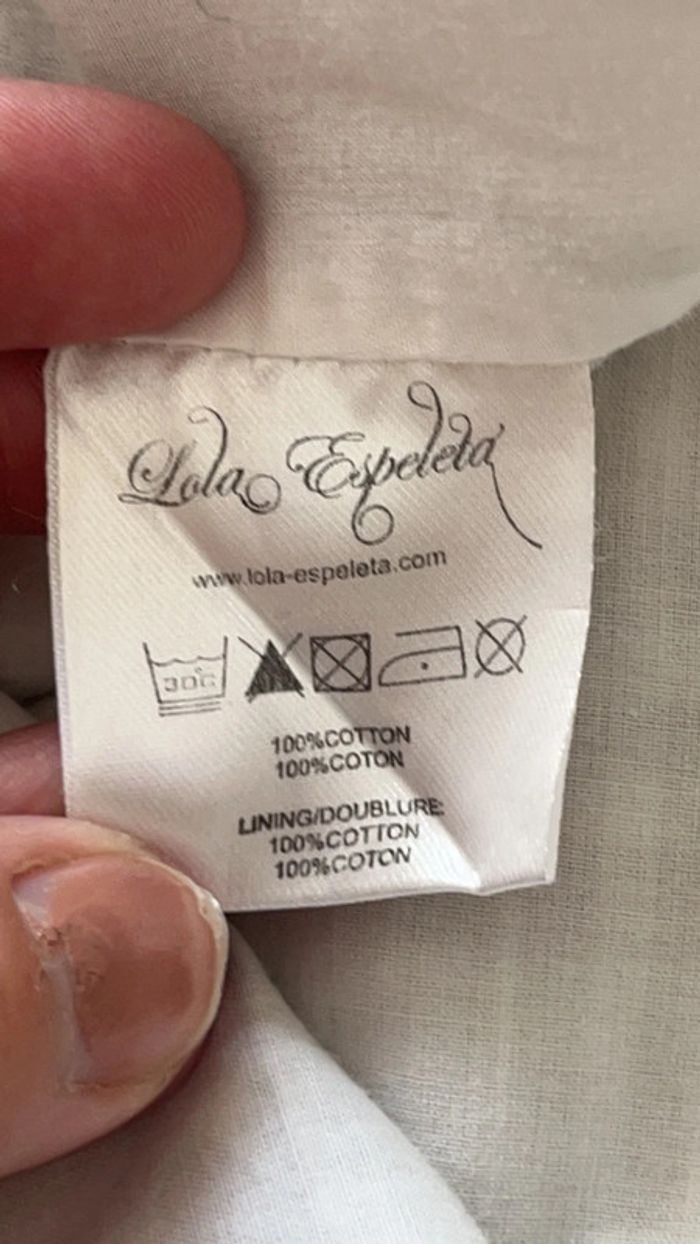 Lola Espeleta
www.lola-espeleta.com
30°C
100%COTTON
100%COTON
LINING/DOUBLURE:
100%COTTON
100%COTON